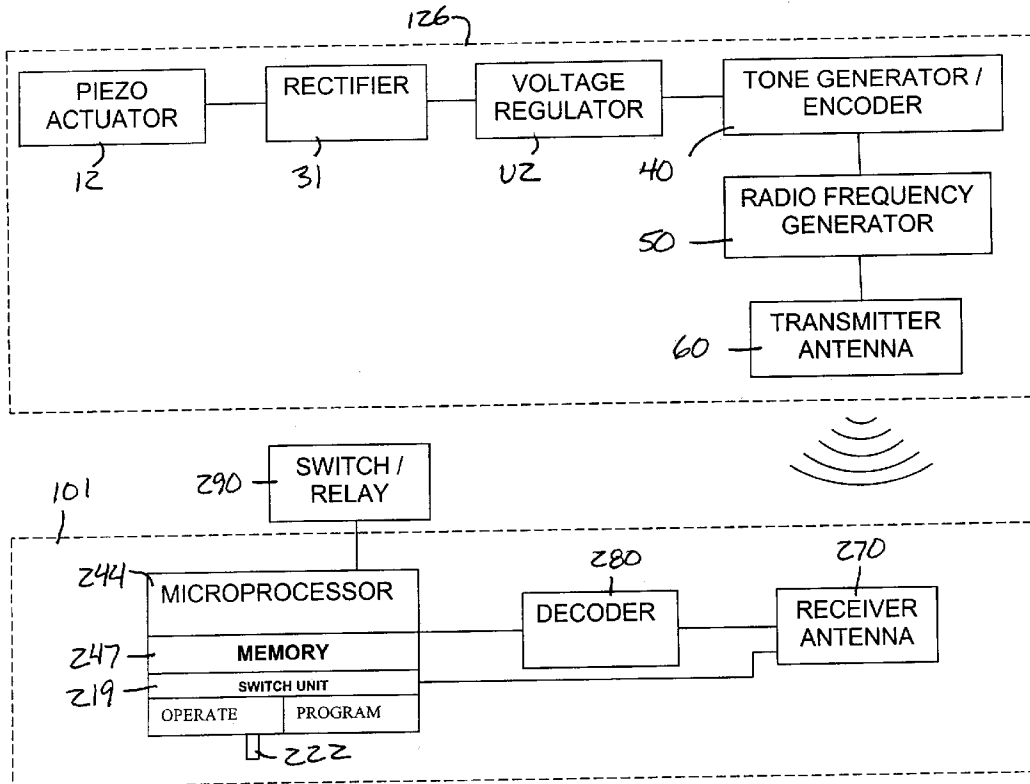 126
PIEZO
ACTUATOR
12
RECTIFIER
31
VOLTAGE
REGULATOR
U2
TONE GENERATOR /
ENCODER
40
RADIO FREQUENCY
GENERATOR
50
TRANSMITTER
ANTENNA
60
101
290
SWITCH /
RELAY
244
MICROPROCESSOR
247
MEMORY
219
SWITCH UNIT
OPERATE
PROGRAM
222
280
DECODER
270
RECEIVER
ANTENNA